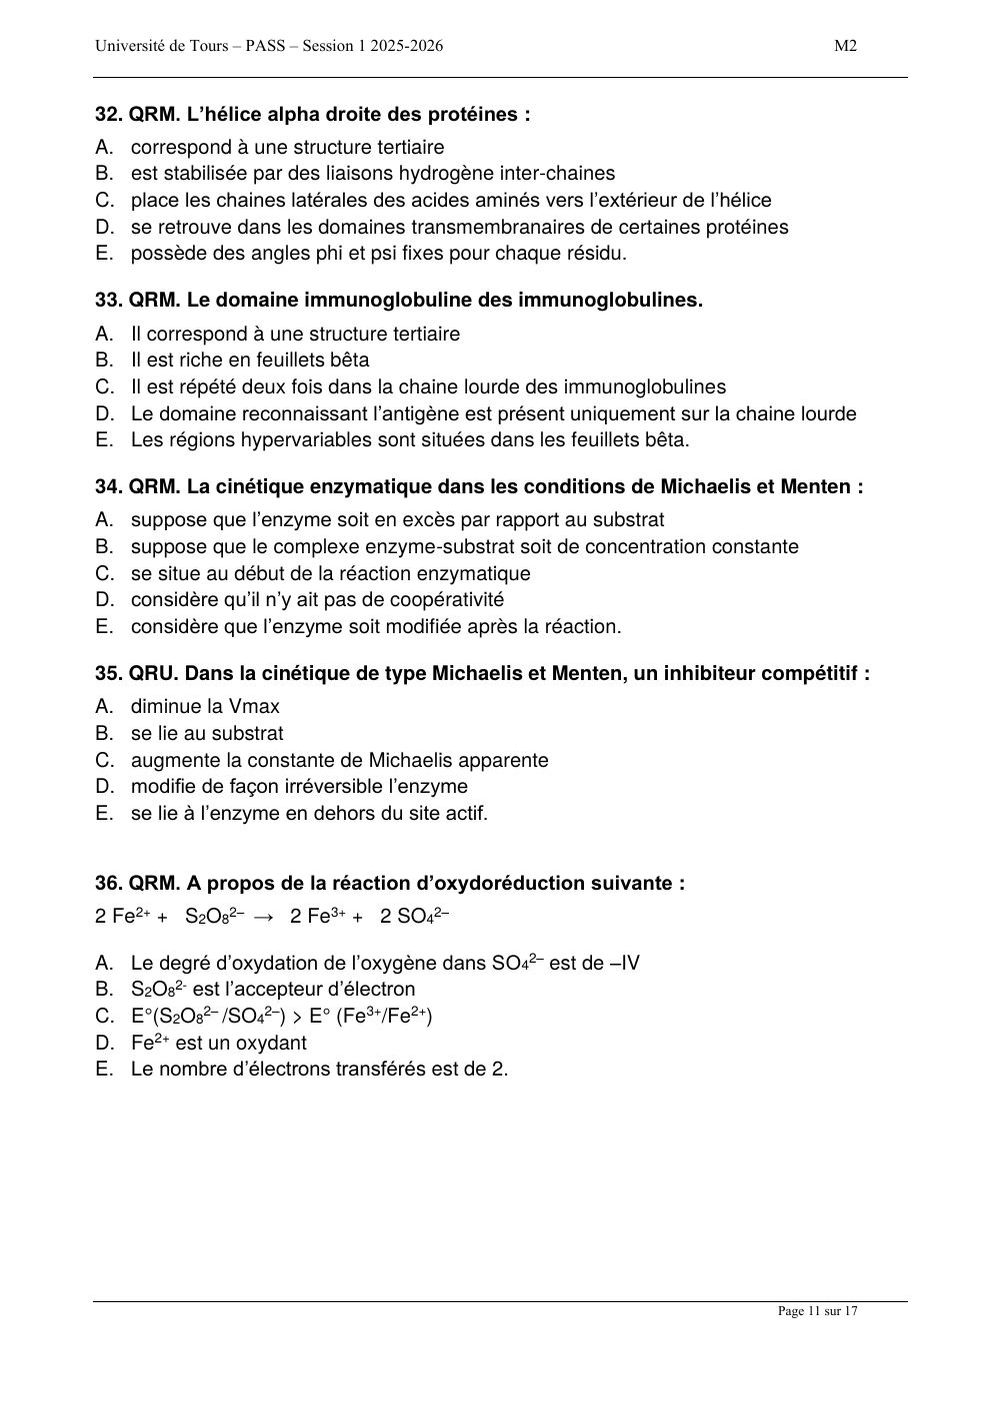 Université de Tours – PASS – Session 1 2025-2026 M2
32. QRM. L’hélice alpha droite des protéines :
A. correspond à une structure tertiaire
B. est stabilisée par des liaisons hydrogène inter-chaines
C. place les chaines latérales des acides aminés vers l’extérieur de l’hélice
D. se retrouve dans les domaines transmembranaires de certaines protéines
E. possède des angles phi et psi fixes pour chaque résidu.
33. QRM. Le domaine immunoglobuline des immunoglobulines.
A. Il correspond à une structure tertiaire
B. Il est riche en feuillets bêta
C. Il est répété deux fois dans la chaine lourde des immunoglobulines
D. Le domaine reconnaissant l’antigène est présent uniquement sur la chaine lourde
E. Les régions hypervariables sont situées dans les feuillets bêta.
34. QRM. La cinétique enzymatique dans les conditions de Michaelis et Menten :
A. suppose que l’enzyme soit en excès par rapport au substrat
B. suppose que le complexe enzyme-substrat soit de concentration constante
C. se situe au début de la réaction enzymatique
D. considère qu’il n’y ait pas de coopérativité
E. considère que l’enzyme soit modifiée après la réaction.
35. QRU. Dans la cinétique de type Michaelis et Menten, un inhibiteur compétitif :
A. diminue la Vmax
B. se lie au substrat
C. augmente la constante de Michaelis apparente
D. modifie de façon irréversible l’enzyme
E. se lie à l’enzyme en dehors du site actif.
36. QRM. A propos de la réaction d’oxydoréduction suivante :
2 Fe²⁺ + S₂O₈²⁻ → 2 Fe³⁺ + 2 SO₄²⁻
A. Le degré d’oxydation de l’oxygène dans SO₄²⁻ est de –IV
B. S₂O₈²⁻ est l’accepteur d’électron
C. E°(S₂O₈²⁻ /SO₄²⁻) > E° (Fe³⁺/Fe²⁺)
D. Fe²⁺ est un oxydant
E. Le nombre d’électrons transférés est de 2.
Page 11 sur 17